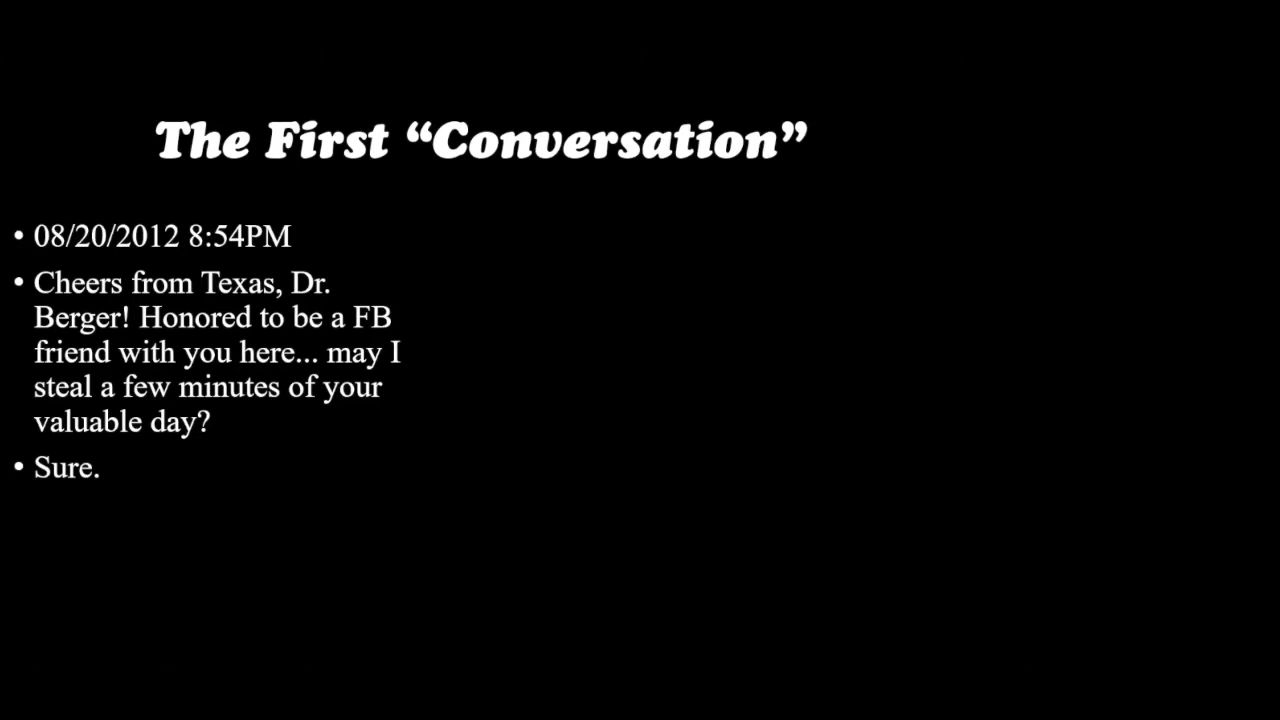 The First “Conversation”
• 08/20/2012 8:54PM
• Cheers from Texas, Dr.
Berger! Honored to be a FB
friend with you here... may I
steal a few minutes of your
valuable day?
• Sure.